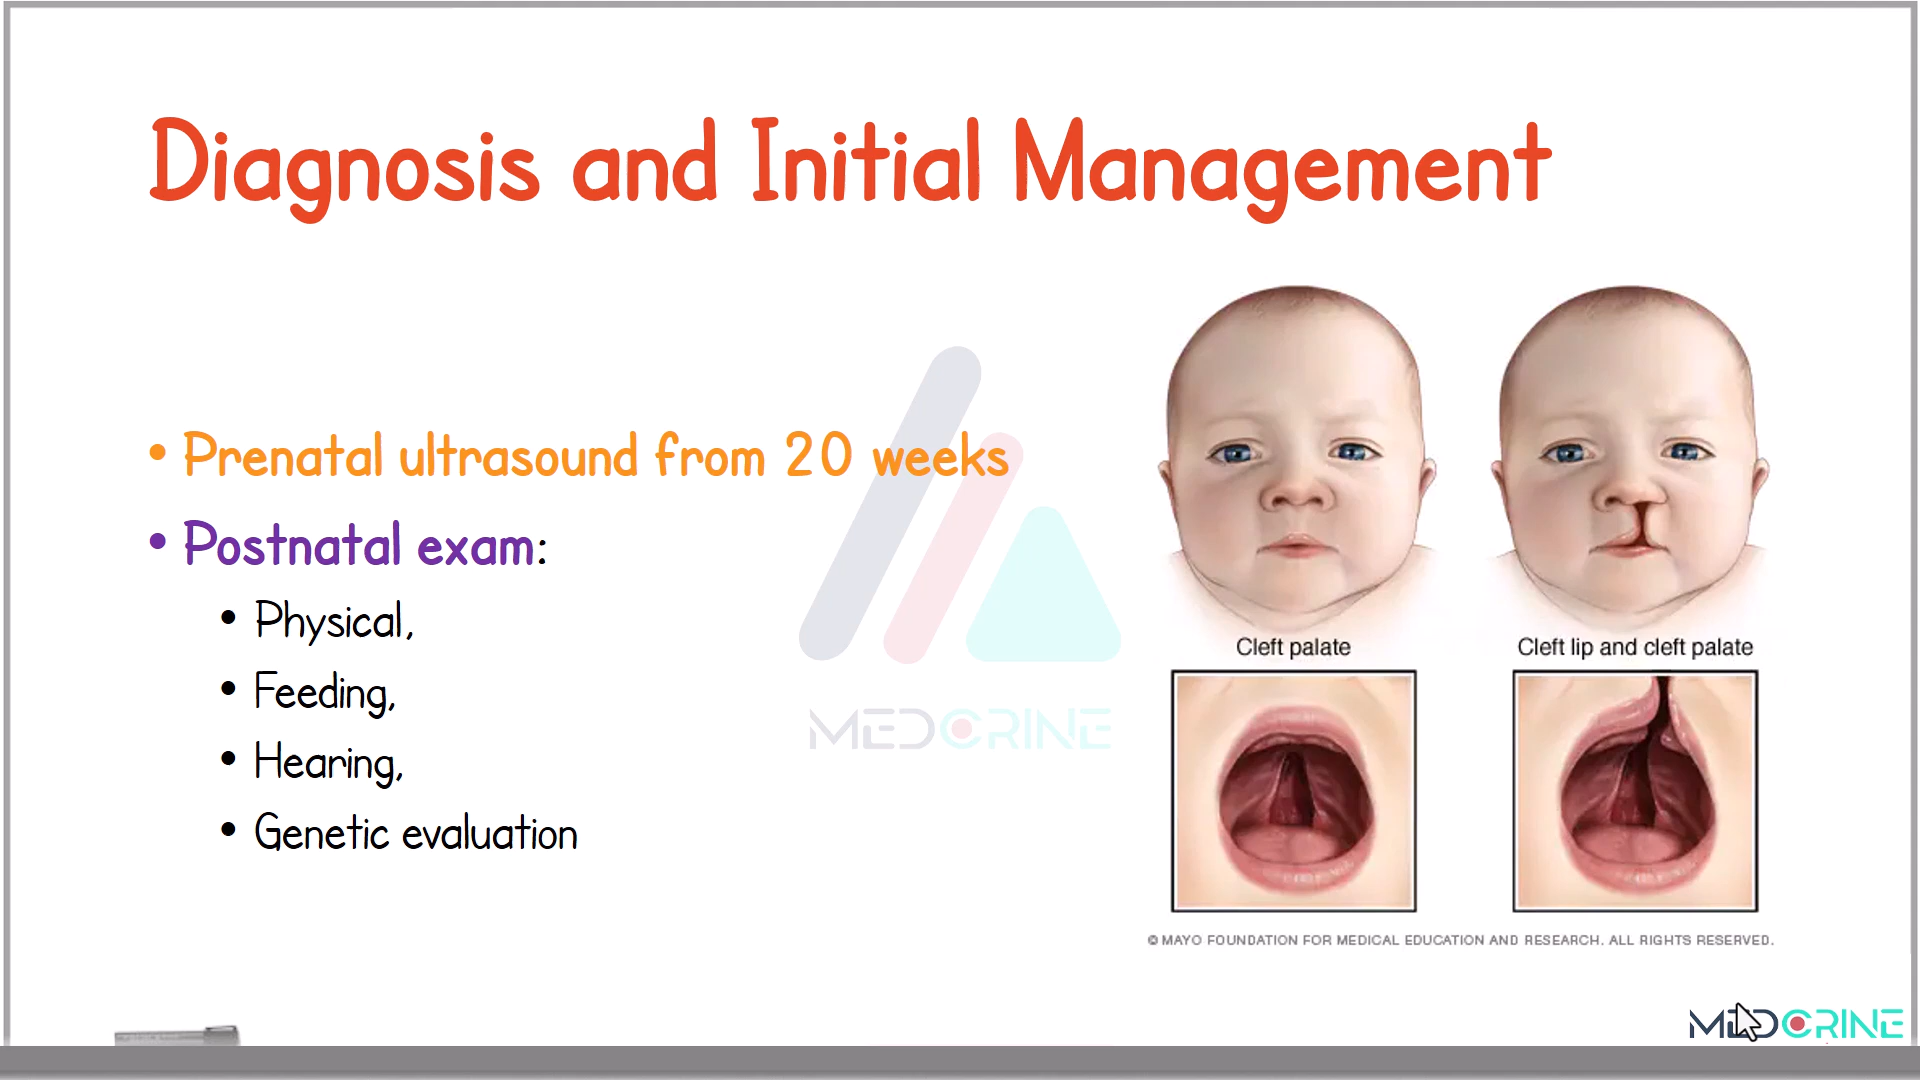 Diagnosis and Initial Management
• Prenatal ultrasound from 20 weeks
• Postnatal exam:
• Physical,
• Feeding,
• Hearing,
• Genetic evaluation
MEDCRINE
Cleft palate
Cleft lip and cleft palate
© MAYO FOUNDATION FOR MEDICAL EDUCATION AND RESEARCH. ALL RIGHTS RESERVED.
MEDCRINE